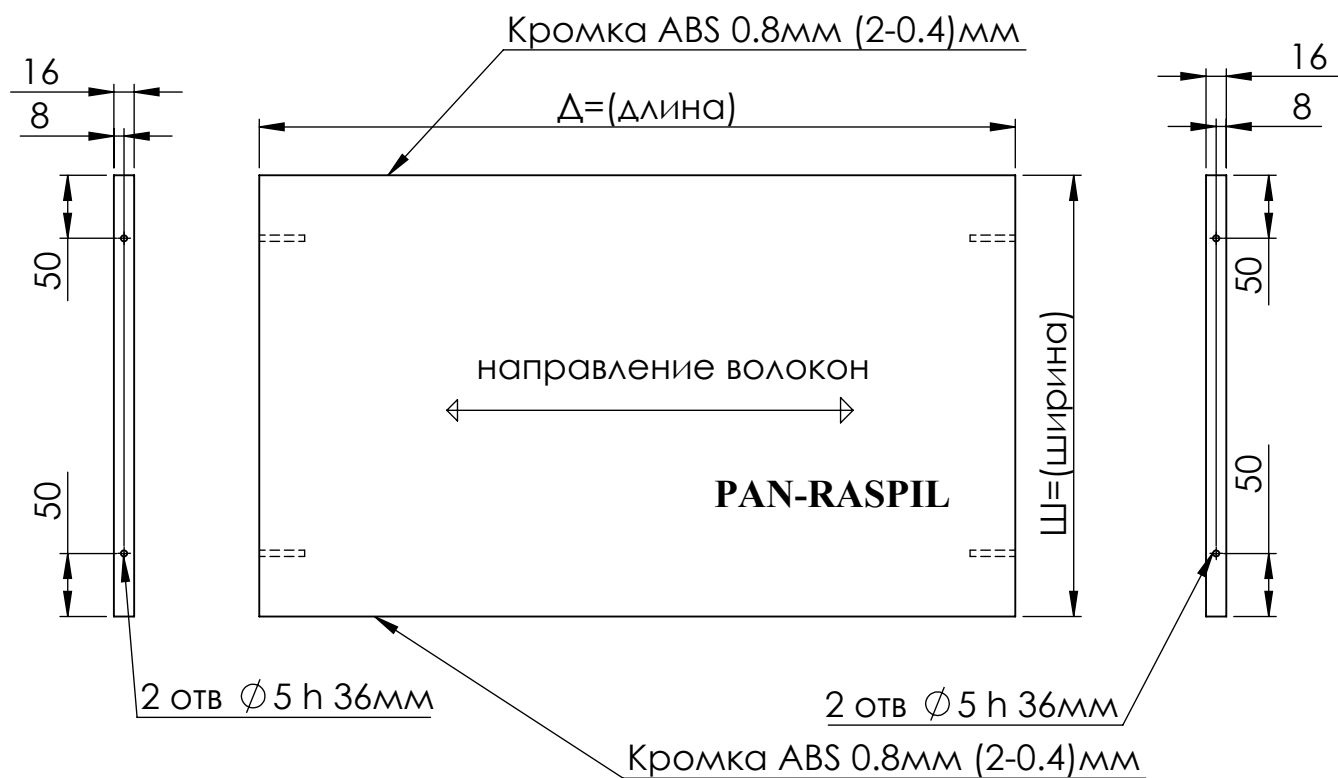 Кромка ABS 0.8мм (2-0.4)мм
16
16
Δ=(длина)
8
8
50
50
направление волокон
Ш=(ширина)
PAN-RASPIL
50
50
2 отв ∅5 h 36мм
2 отв ∅5 h 36мм
Кромка ABS 0.8мм (2-0.4)мм